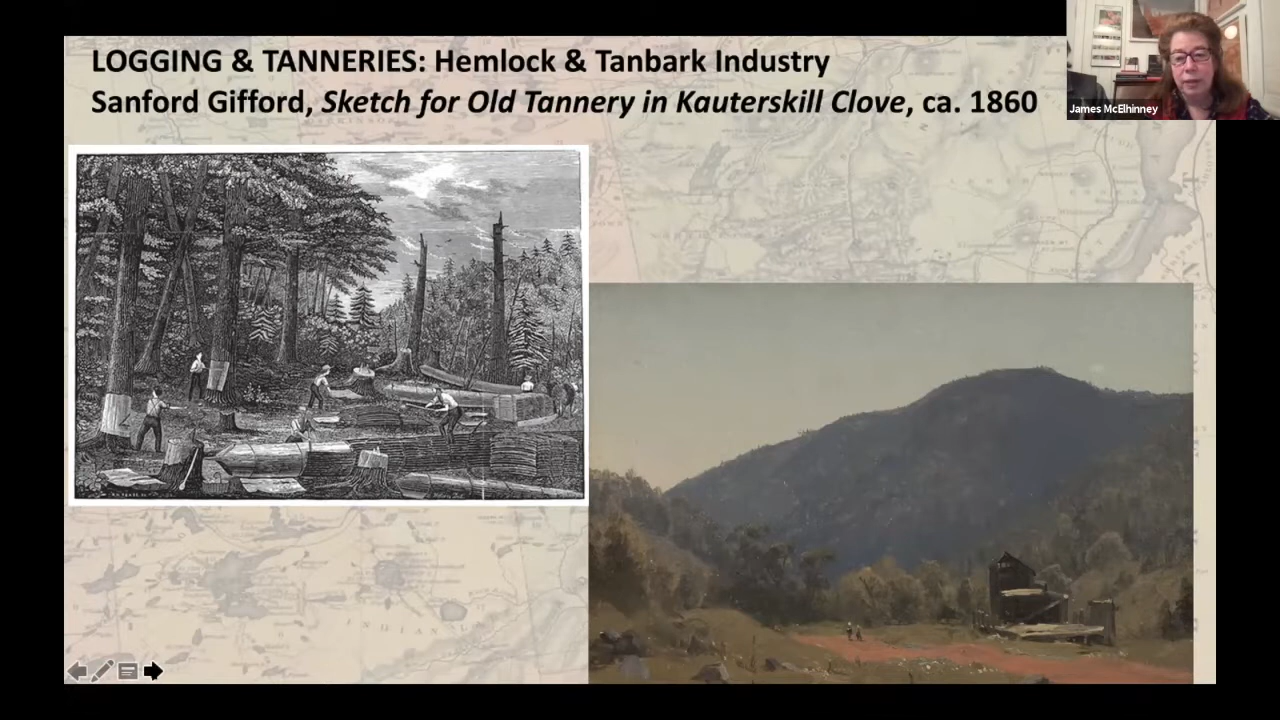 LOGGING & TANNERIES: Hemlock & Tanbark Industry
Sanford Gifford, Sketch for Old Tannery in Kauterskill Clove, ca. 1860
James McElhinney